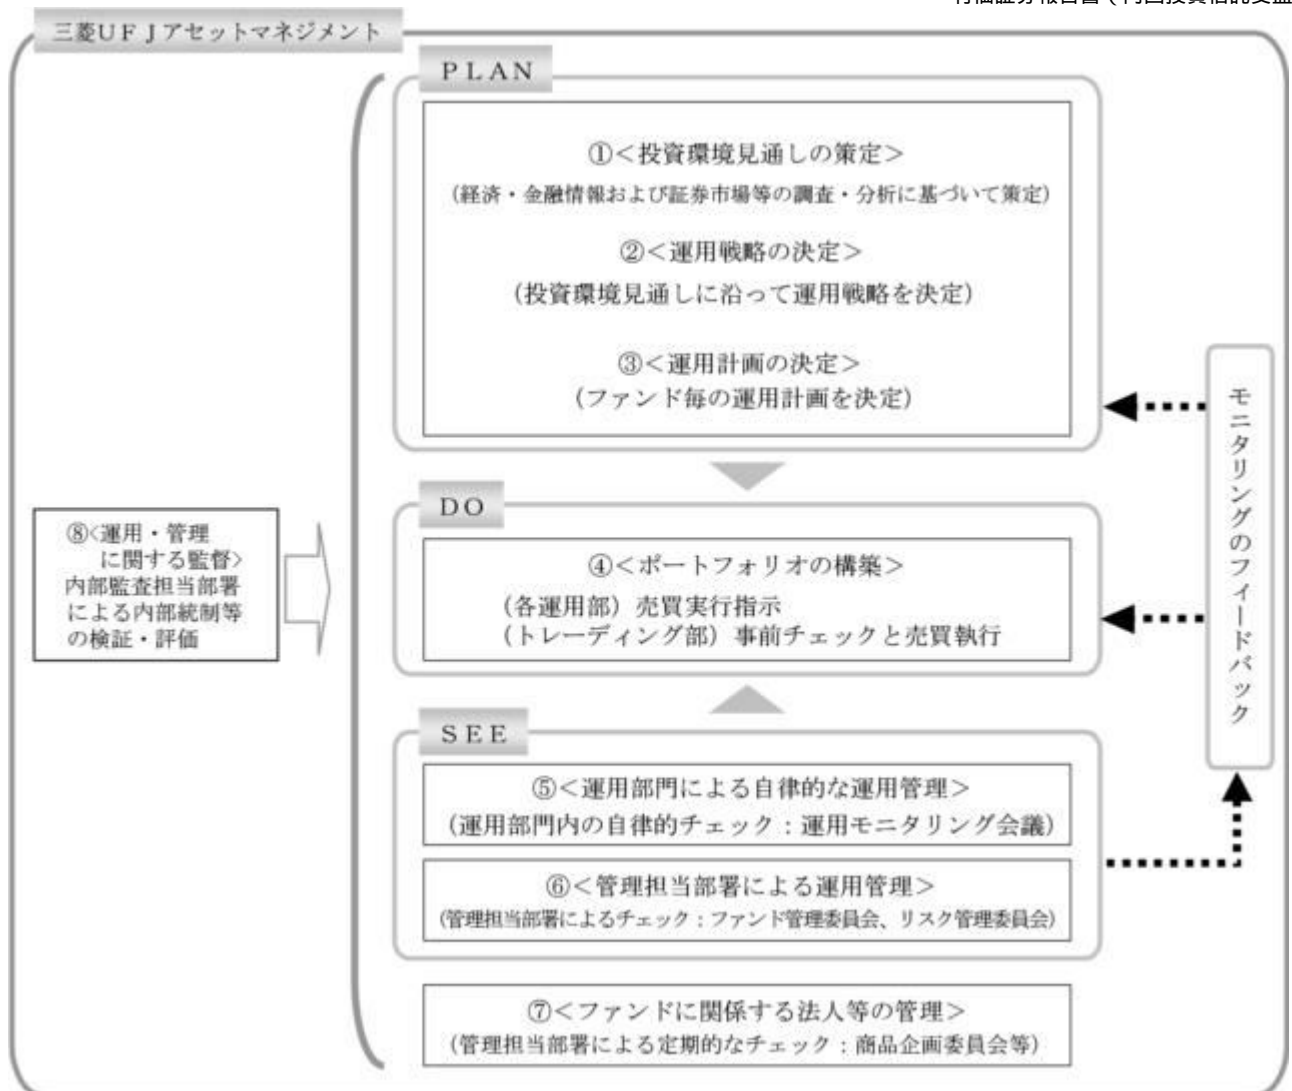 三菱UFJアセットマネジメント
PLAN
①<投資環境見通しの策定>
(経済・金融情報および証券市場等の調査・分析に基づいて策定)
②<運用戦略の決定>
(投資環境見通しに沿って運用戦略を決定)
③<運用計画の決定>
(ファンド毎の運用計画を決定)
DO
④<ポートフォリオの構築>
(各運用部)売買実行指示
(トレーディング部)事前チェックと売買執行
SEE
⑤<運用部門による自律的な運用管理>
(運用部門内の自律的チェック:運用モニタリング会議)
⑥<管理担当部署による運用管理>
(管理担当部署によるチェック:ファンド管理委員会、リスク管理委員会)
⑦<ファンドに関係する法人等の管理>
(管理担当部署による定期的なチェック:商品企画委員会等)
⑧<運用・管理
に関する監督>
内部監査担当部署
による内部統制等
の検証・評価
モニタリングのフィードバック